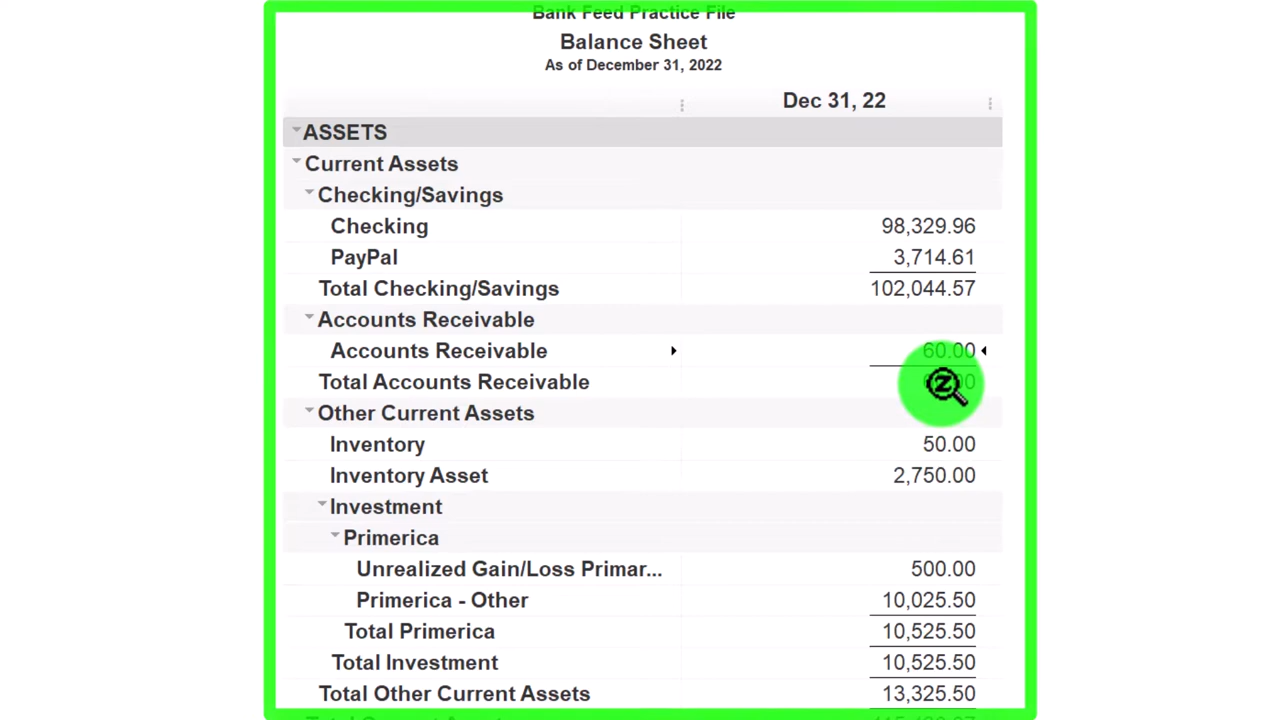 Bank Feed Practice File
Balance Sheet
As of December 31, 2022
Dec 31, 22
ASSETS
Current Assets
Checking/Savings
Checking 98,329.96
PayPal 3,714.61
Total Checking/Savings 102,044.57
Accounts Receivable
Accounts Receivable 60.00
Total Accounts Receivable
Other Current Assets
Inventory 50.00
Inventory Asset 2,750.00
Investment
Primerica
Unrealized Gain/Loss Primar... 500.00
Primerica - Other 10,025.50
Total Primerica 10,525.50
Total Investment 10,525.50
Total Other Current Assets 13,325.50